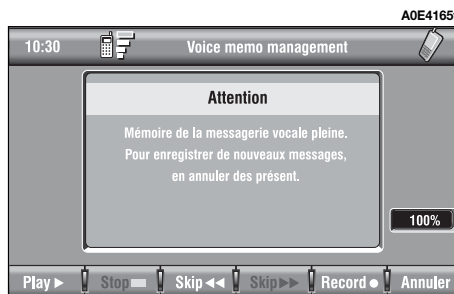 A0E4165
10:30 Voice memo management
Attention
Mémoire de la messagerie vocale pleine.
Pour enregistrer de nouveaux messages,
en annuler des présent.
100%
Play ► Stop Skip ◄◄ Skip ►► Record ● Annuler